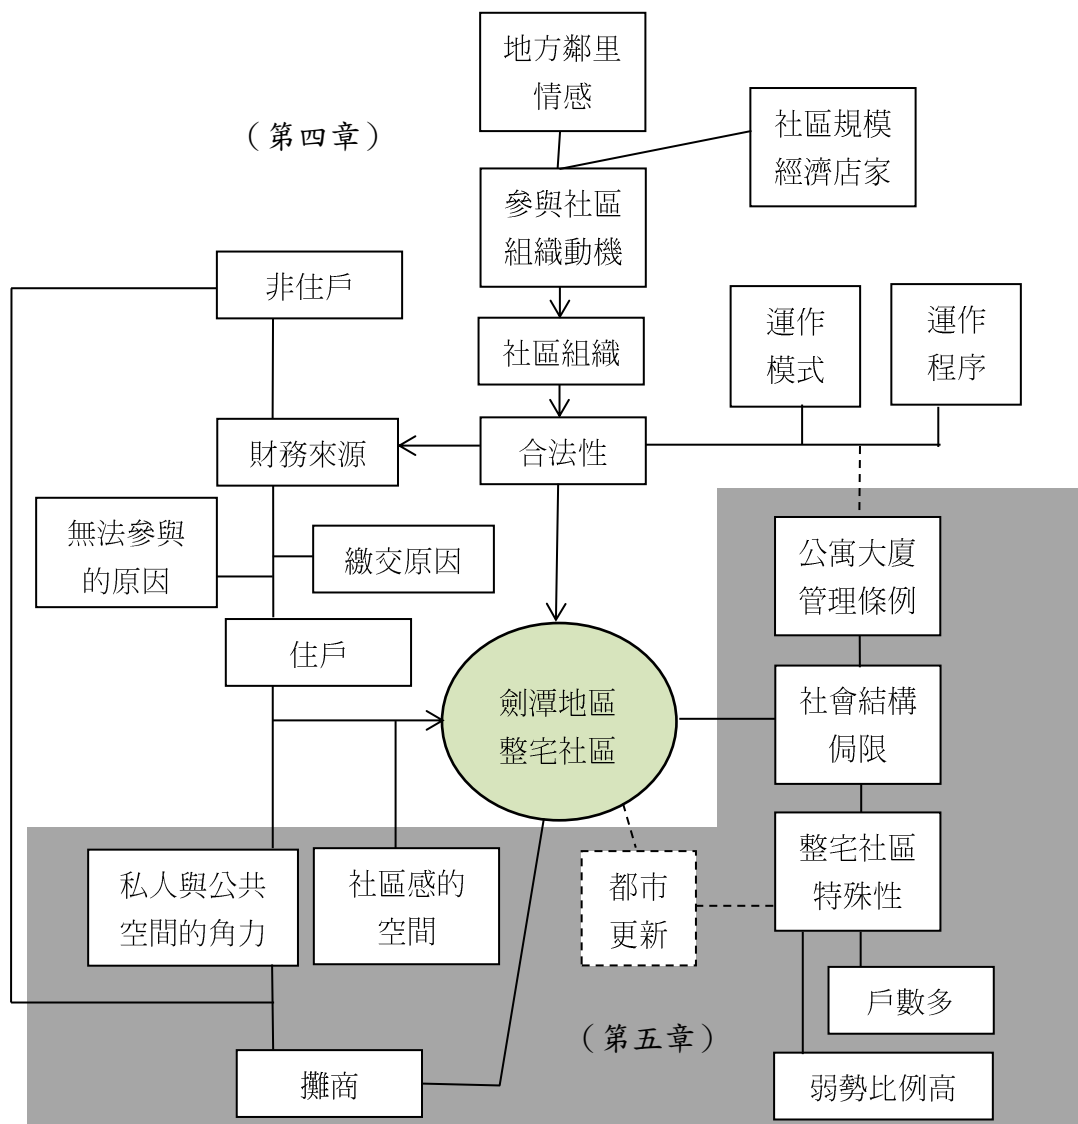 地方鄰里
情感
（第四章）
社區規模
經濟店家
參與社區
組織動機
非住戶
運作
模式
運作
程序
社區組織
財務來源
合法性
無法參與
的原因
繳交原因
公寓大廈
管理條例
住戶
劍潭地區
整宅社區
社會結構
侷限
整宅社區
特殊性
私人與公共
空間的角力
社區感的
空間
都市
更新
戶數多
（第五章）
攤商
弱勢比例高